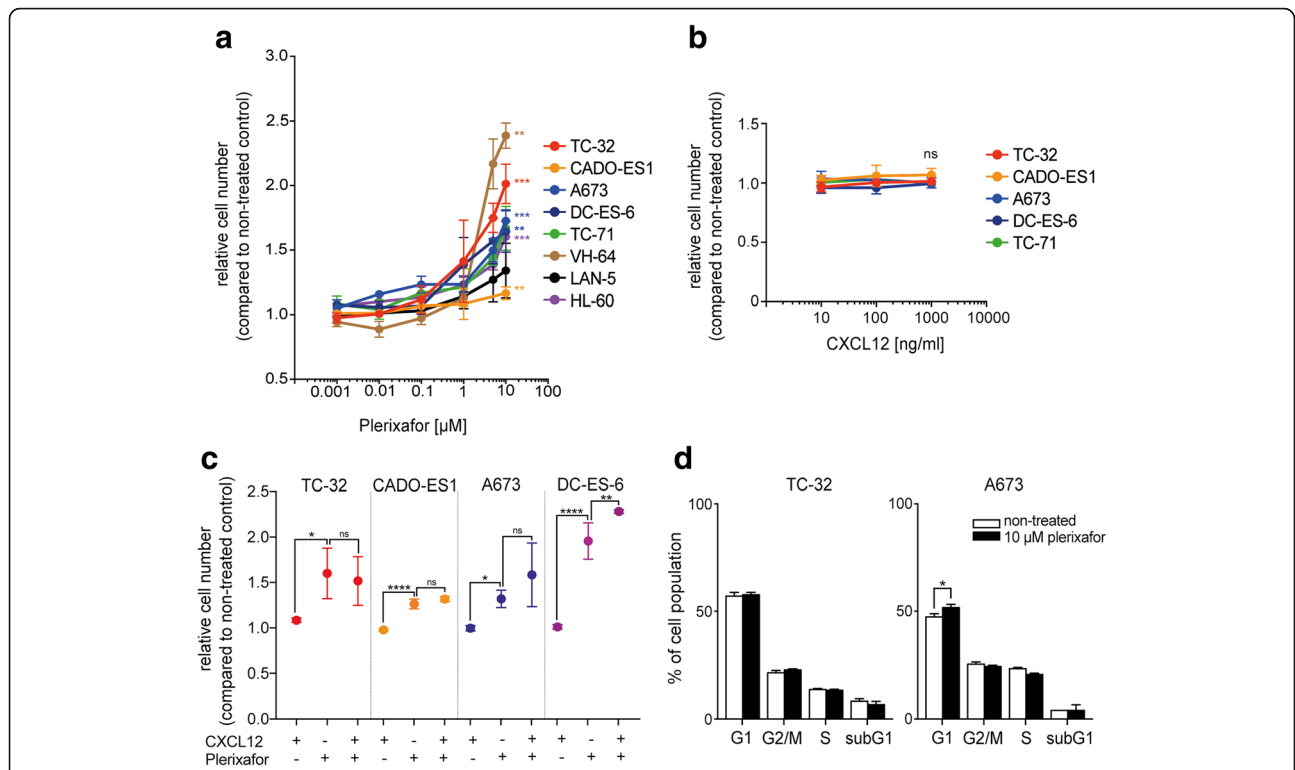 a
relative cell number
(compared to non-treated control)
3.0
2.5
2.0
1.5
1.0
0.5
0.001 0.01 0.1 1 10 100
Plerixafor [µM]
**
***
***
**
***
**
TC-32
CADO-ES1
A673
DC-ES-6
TC-71
VH-64
LAN-5
HL-60
b
relative cell number
(compared to non-treated control)
1.5
1.0
0.5
0
10 100 1000 10000
CXCL12 [ng/ml]
ns
TC-32
CADO-ES1
A673
DC-ES-6
TC-71
c
relative cell number
(compared to non-treated control)
TC-32 CADO-ES1 A673 DC-ES-6
2.5
2.0
1.5
1.0
0.5
0.0
* ns
**** ns
* ns
**** **
CXCL12 + - + + - + + - + + - +
Plerixafor - + + - + + - + + - + +
d
% of cell population
TC-32
100
50
0
G1 G2/M S subG1
A673
100
50
0
*
G1 G2/M S subG1
non-treated
10 µM plerixafor